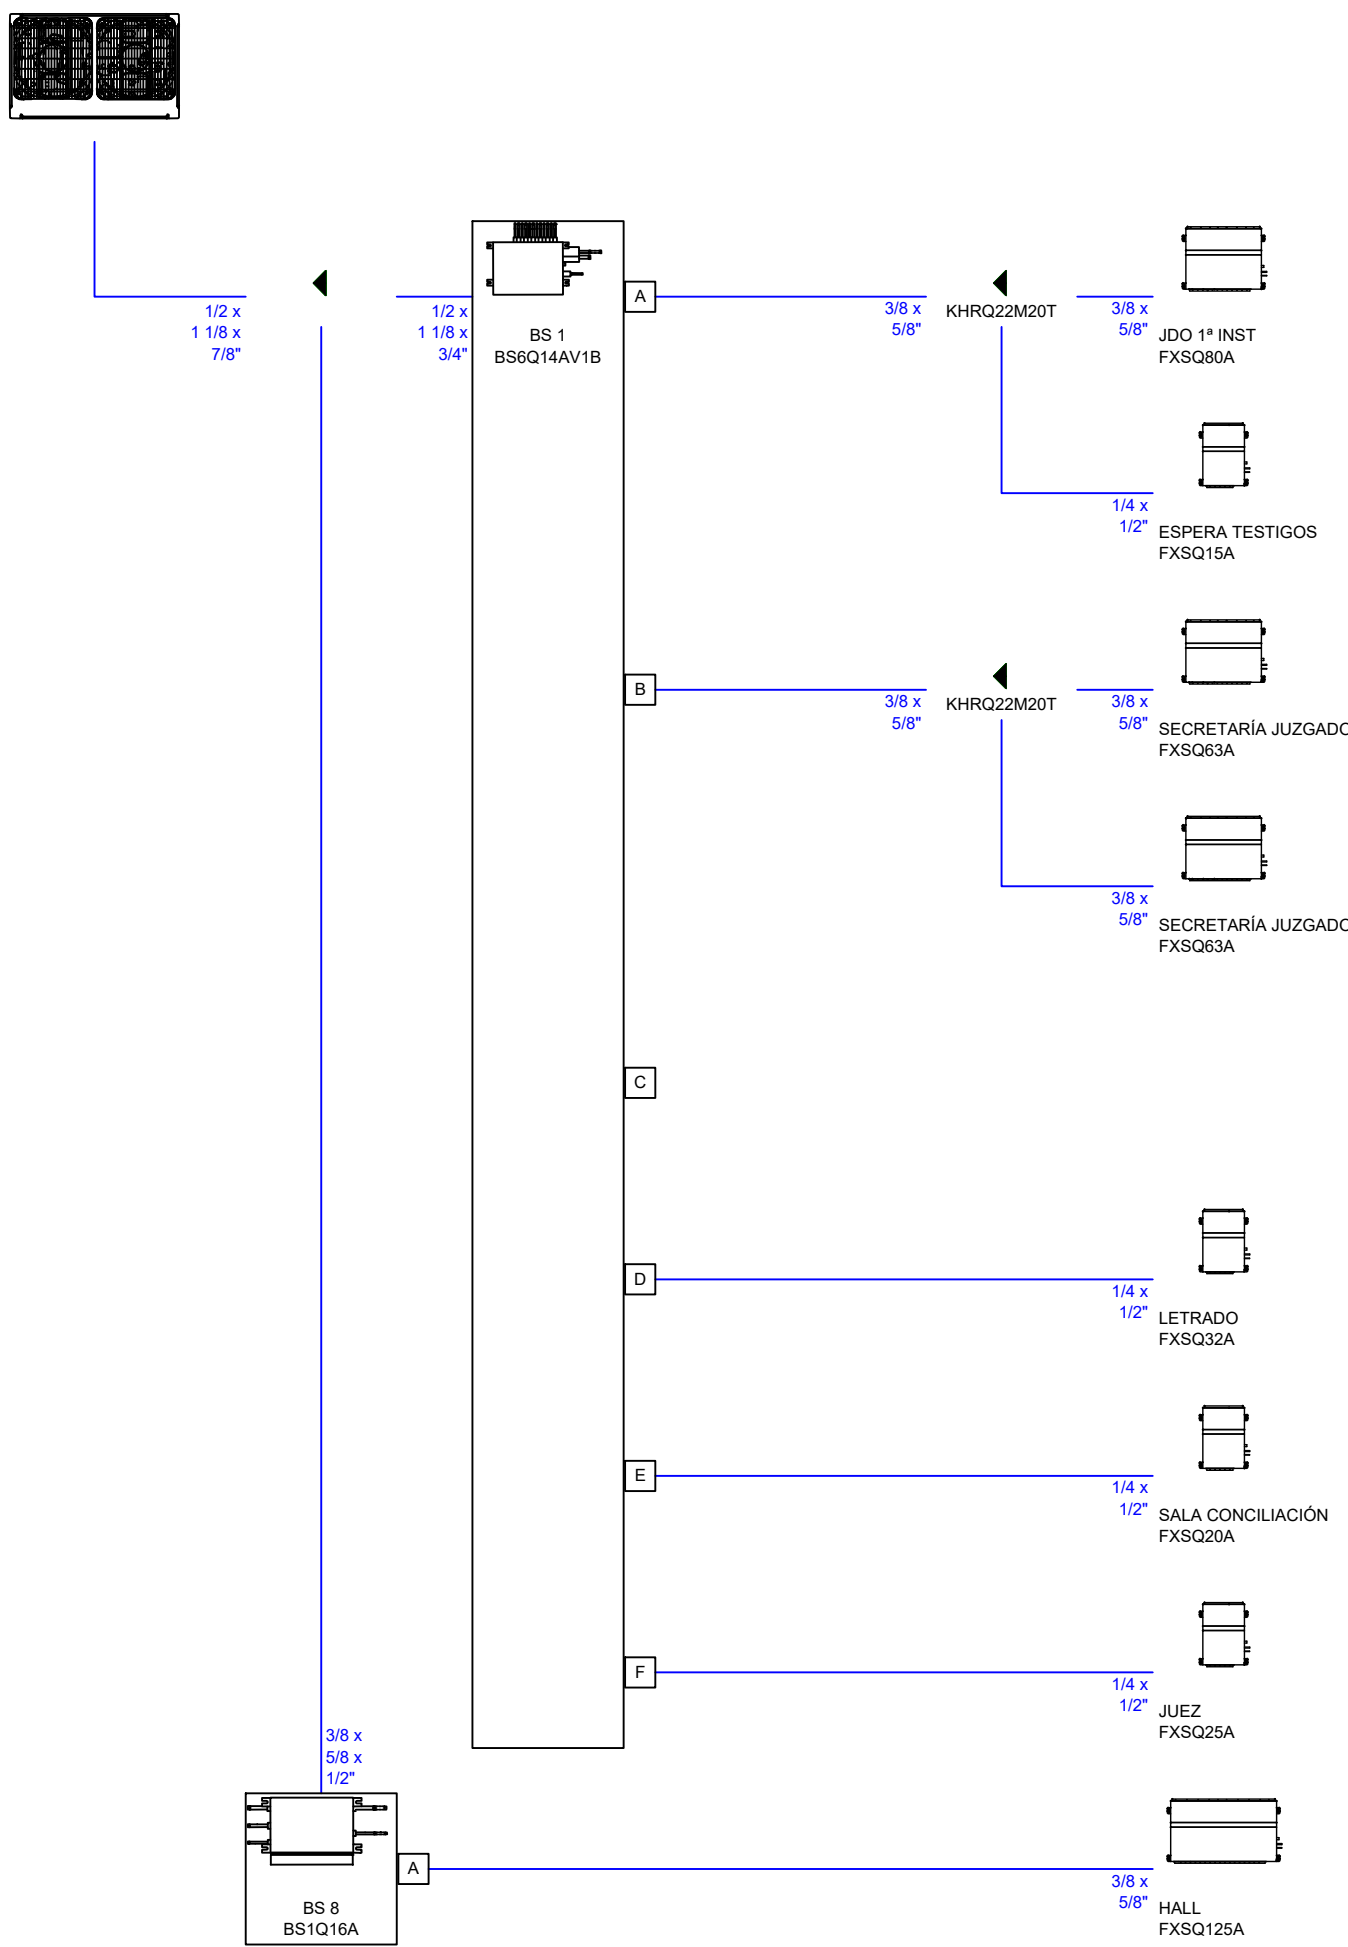 1/2 x
1 1/8 x
7/8"
1/2 x
1 1/8 x
3/4"
BS 1
BS6Q14AV1B
A
3/8 x
5/8"
KHRQ22M20T
3/8 x
5/8"
JDO 1ª INST
FXSQ80A
1/4 x
1/2"
ESPERA TESTIGOS
FXSQ15A
B
3/8 x
5/8"
KHRQ22M20T
3/8 x
5/8"
SECRETARÍA JUZGADO
FXSQ63A
3/8 x
5/8"
SECRETARÍA JUZGADO
FXSQ63A
C
D
1/4 x
1/2"
LETRADO
FXSQ32A
E
1/4 x
1/2"
SALA CONCILIACIÓN
FXSQ20A
F
1/4 x
1/2"
JUEZ
FXSQ25A
3/8 x
5/8 x
1/2"
BS 8
BS1Q16A
A
3/8 x
5/8"
HALL
FXSQ125A